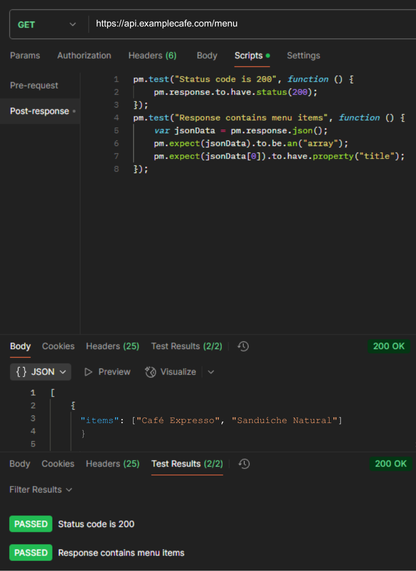 GET https://api.examplecafe.com/menu
Params Authorization Headers (6) Body Scripts Settings
Pre-request
Post-response
1 pm.test("Status code is 200", function () {
2 pm.response.to.have.status(200);
3 });
4 pm.test("Response contains menu items", function () {
5 var jsonData = pm.response.json();
6 pm.expect(jsonData).to.be.an("array");
7 pm.expect(jsonData[0]).to.have.property("title");
8 });
Body Cookies Headers (25) Test Results (2/2) 200 OK
{} JSON Preview Visualize
1 [
2 {
3 "items": ["Café Expresso", "Sanduiche Natural"]
4 }
5
Body Cookies Headers (25) Test Results (2/2) 200 OK
Filter Results
PASSED Status code is 200
PASSED Response contains menu items